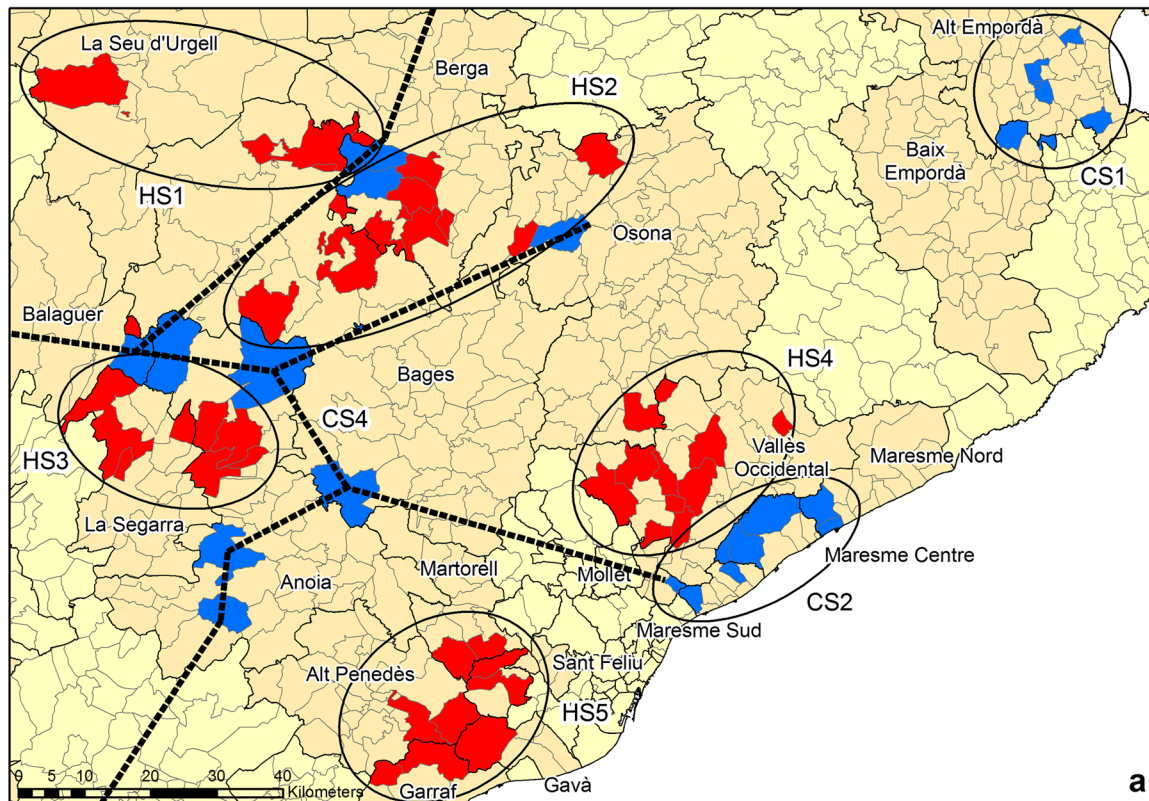 La Seu d'Urgell
Berga
HS2
Alt Empordà
HS1
Baix
Empordà
CS1
Osona
Balaguer
Bages
HS4
CS4
HS3
Vallès
Occidental
Maresme Nord
La Segarra
Anoia
Martorell
Mollet
Maresme Centre
CS2
Maresme Sud
Alt Penedès
Sant Feliu
HS5
Garraf
Gavà
0 5 10 20 30 40
Kilometers
a